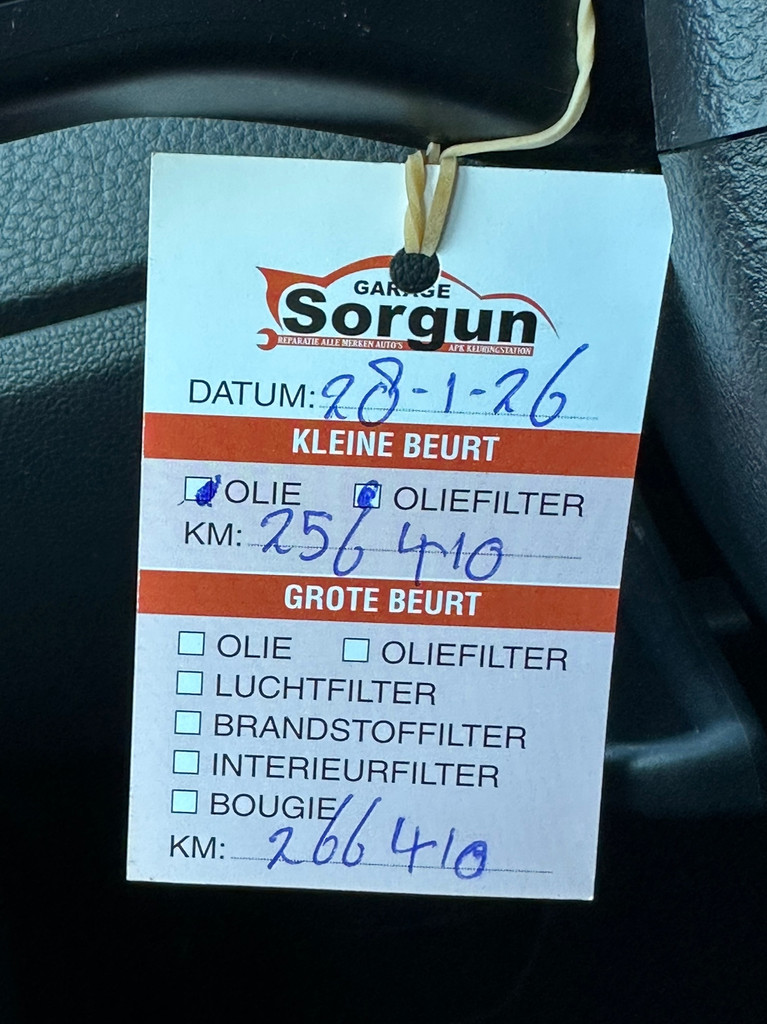 GARAGE
Sorgun
REPARATIE ALLE MERKEN AUTO'S APK KEURINGSTATION
DATUM: 28-1-26
KLEINE BEURT
OLIE OLIEFILTER
KM: 256410
GROTE BEURT
OLIE OLIEFILTER
LUCHTFILTER
BRANDSTOFFILTER
INTERIEURFILTER
BOUGIE
KM: 266410